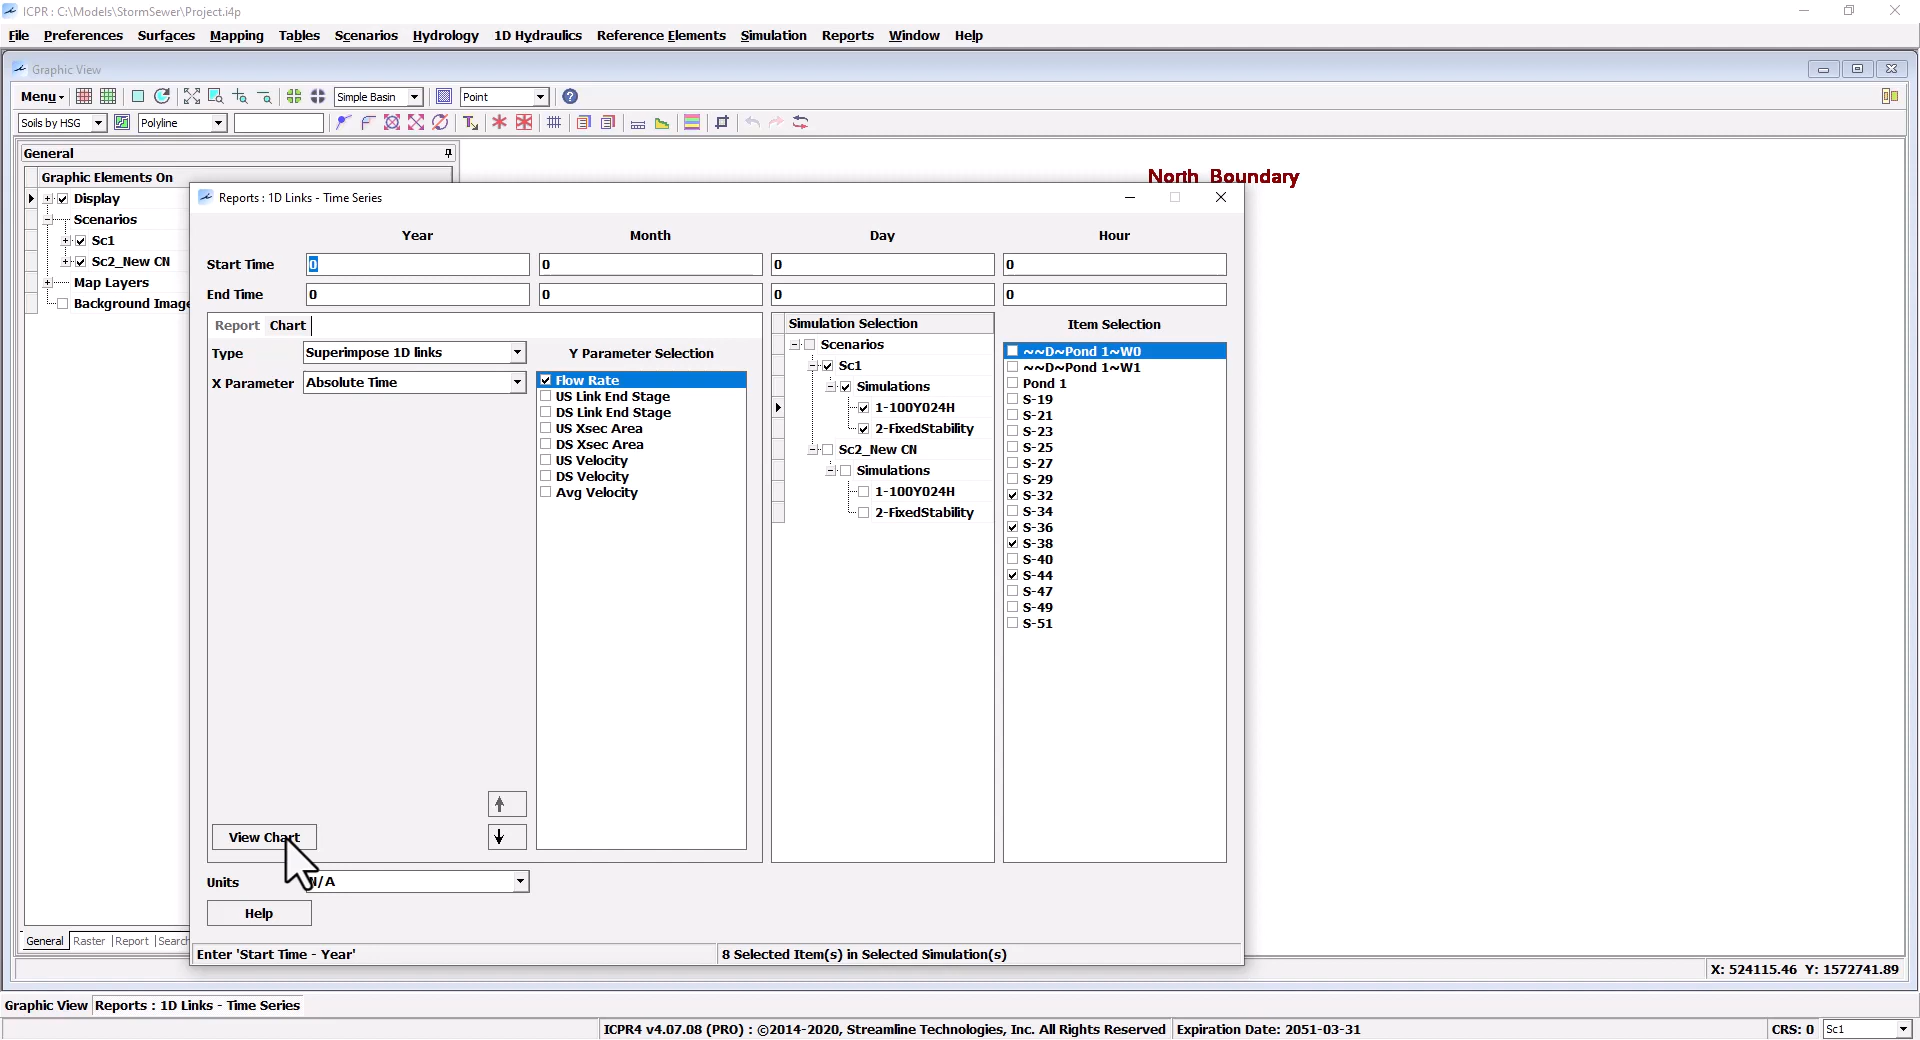 ICPR : C:\Models\StormSewer\Project.i4p
File Preferences Surfaces Mapping Tables Scenarios Hydrology 1D Hydraulics Reference Elements Simulation Reports Window Help
Graphic View
Menu Simple Basin Point
Soils by HSG Polyline
General
Graphic Elements On
Display
Scenarios
Sc1
Sc2_New CN
Map Layers
Background Image
North_Boundary
Reports : 1D Links - Time Series
Year Month Day Hour
Start Time 0 0 0 0
End Time 0 0 0 0
Report Chart
Type Superimpose 1D links
X Parameter Absolute Time
Y Parameter Selection
Flow Rate
US Link End Stage
DS Link End Stage
US Xsec Area
DS Xsec Area
US Velocity
DS Velocity
Avg Velocity
Simulation Selection
Scenarios
Sc1
Simulations
1-100Y024H
2-FixedStability
Sc2_New CN
Simulations
1-100Y024H
2-FixedStability
Item Selection
~~D~Pond 1~W0
~~D~Pond 1~W1
Pond 1
S-19
S-21
S-23
S-25
S-27
S-29
S-32
S-34
S-36
S-38
S-40
S-44
S-47
S-49
S-51
View Chart
Units N/A
Help
Enter 'Start Time - Year' 8 Selected Item(s) in Selected Simulation(s)
General Raster Report Search
X: 524115.46 Y: 1572741.89
Graphic View Reports : 1D Links - Time Series
ICPR4 v4.07.08 (PRO) : ©2014-2020, Streamline Technologies, Inc. All Rights Reserved Expiration Date: 2051-03-31 CRS: 0 Sc1